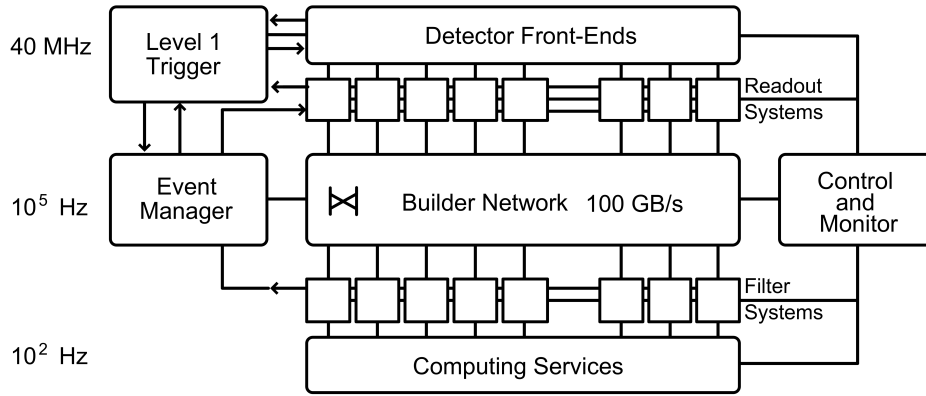 40 MHz
Level 1
Trigger
Detector Front-Ends
Readout
Systems
10⁵ Hz
Event
Manager
Builder Network 100 GB/s
Control
and
Monitor
Filter
Systems
10² Hz
Computing Services